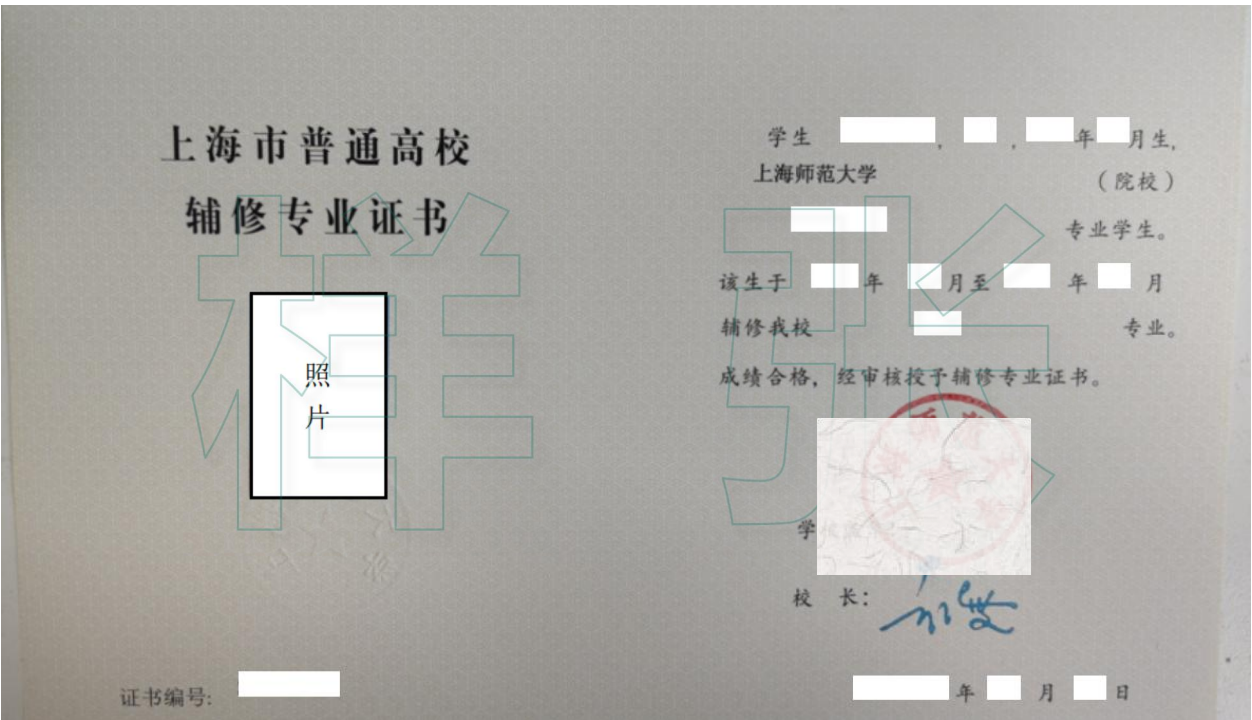 上海市普通高校
辅修专业证书
照
片
证书编号:
学生 , , 年 月生,
上海师范大学 (院校)
专业学生。
该生于 年 月至 年 月
辅修我校 专业。
成绩合格，经审核授予辅修专业证书。
学
校 长:
年 月 日
样张